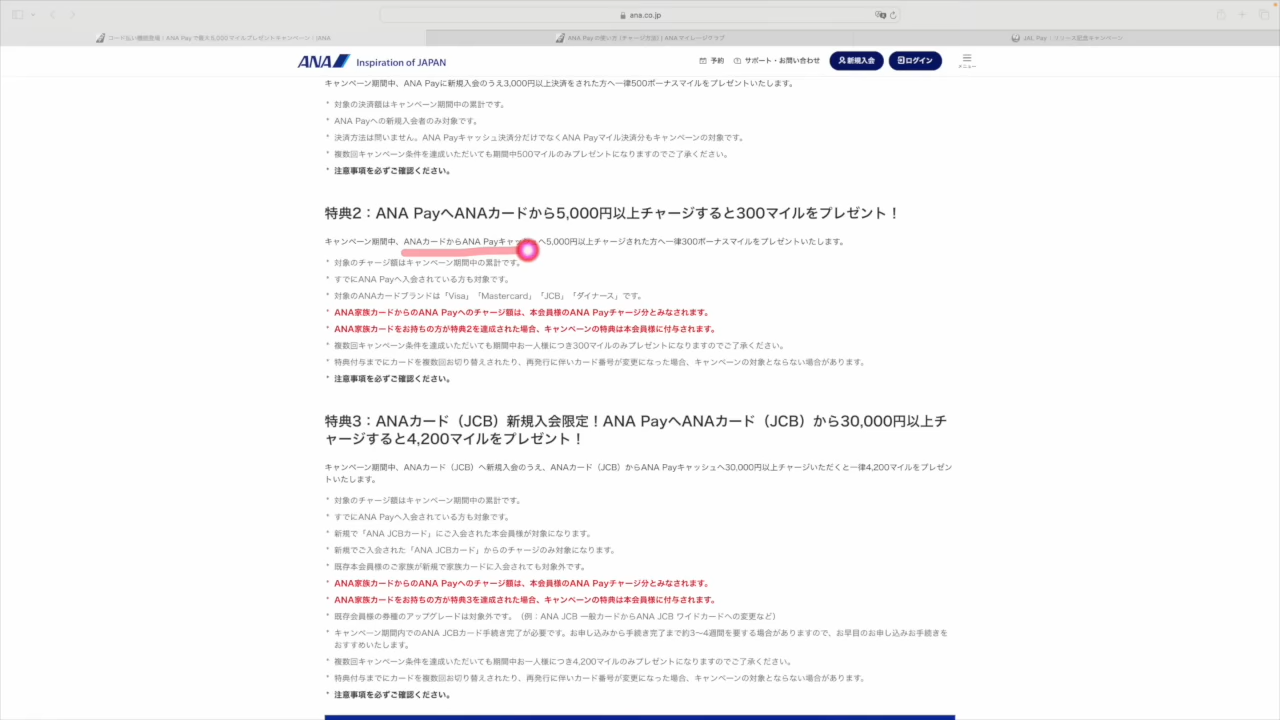 ana.co.jp
コード払い機能登場！ANA Payで最大5,000マイルプレゼントキャンペーン｜ANA
ANA Payの使い方（チャージ方法）| ANAマイレージクラブ
JAL Pay - リリース記念キャンペーン
ANA Inspiration of JAPAN
予約
サポート・お問い合わせ
新規入会
ログイン
メニュー
キャンペーン期間中、ANA Payに新規入会のうえ3,000円以上決済をされた方へ一律500ボーナスマイルをプレゼントいたします。
* 対象の決済額はキャンペーン期間中の累計です。
* ANA Payへの新規入会者のみ対象です。
* 決済方法は問いません。ANA Payキャッシュ決済分だけでなくANA Payマイル決済分もキャンペーンの対象です。
* 複数回キャンペーン条件を達成いただいても期間中500マイルのみプレゼントになりますのでご了承ください。
* 注意事項を必ずご確認ください。
特典2：ANA PayへANAカードから5,000円以上チャージすると300マイルをプレゼント！
キャンペーン期間中、ANAカードからANA Payキャッシュへ5,000円以上チャージされた方へ一律300ボーナスマイルをプレゼントいたします。
* 対象のチャージ額はキャンペーン期間中の累計です。
* すでにANA Payへ入会されている方も対象です。
* 対象のANAカードブランドは「Visa」「Mastercard」「JCB」「ダイナース」です。
* ANA家族カードからのANA Payへのチャージ額は、本会員様のANA Payチャージ分とみなされます。
* ANA家族カードをお持ちの方が特典2を達成された場合、キャンペーンの特典は本会員様に付与されます。
* 複数回キャンペーン条件を達成いただいても期間中お一人様につき300マイルのみプレゼントになりますのでご了承ください。
* 特典付与までにカードを複数回お切り替えされたり、再発行に伴いカード番号が変更になった場合、キャンペーンの対象とならない場合があります。
* 注意事項を必ずご確認ください。
特典3：ANAカード（JCB）新規入会限定！ANA PayへANAカード（JCB）から30,000円以上チ
ャージすると4,200マイルをプレゼント！
キャンペーン期間中、ANAカード（JCB）へ新規入会のうえ、ANAカード（JCB）からANA Payキャッシュへ30,000円以上チャージいただくと一律4,200マイルをプレゼン
トいたします。
* 対象のチャージ額はキャンペーン期間中の累計です。
* すでにANA Payへ入会されている方も対象です。
* 新規で「ANA JCBカード」にご入会された本会員様が対象になります。
* 新規でご入会された「ANA JCBカード」からのチャージのみ対象になります。
* 既存本会員様のご家族が新規で家族カードに入会されても対象外です。
* ANA家族カードからのANA Payへのチャージ額は、本会員様のANA Payチャージ分とみなされます。
* ANA家族カードをお持ちの方が特典3を達成された場合、キャンペーンの特典は本会員様に付与されます。
* 既存会員様の券種のアップグレードは対象外です。（例：ANA JCB 一般カードからANA JCB ワイドカードへの変更など）
* キャンペーン期間内でのANA JCBカード手続き完了が必要です。お申し込みから手続き完了まで約3～4週間を要する場合がありますので、お早目のお申し込みお手続きを
おすすめいたします。
* 複数回キャンペーン条件を達成いただいても期間中お一人様につき4,200マイルのみプレゼントになりますのでご了承ください。
* 特典付与までにカードを複数回お切り替えされたり、再発行に伴いカード番号が変更になった場合、キャンペーンの対象とならない場合があります。
* 注意事項を必ずご確認ください。